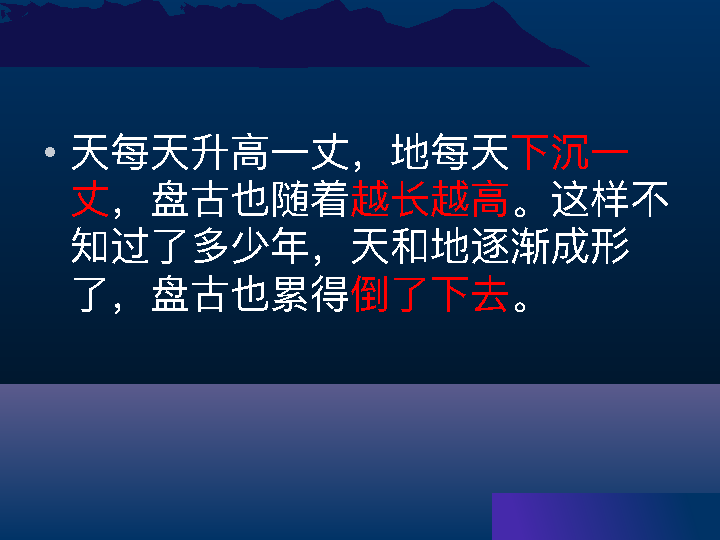 • 天每天升高一丈，地每天下沉一
丈，盘古也随着越长越高。这样不
知过了多少年，天和地逐渐成形
了，盘古也累得倒了下去。